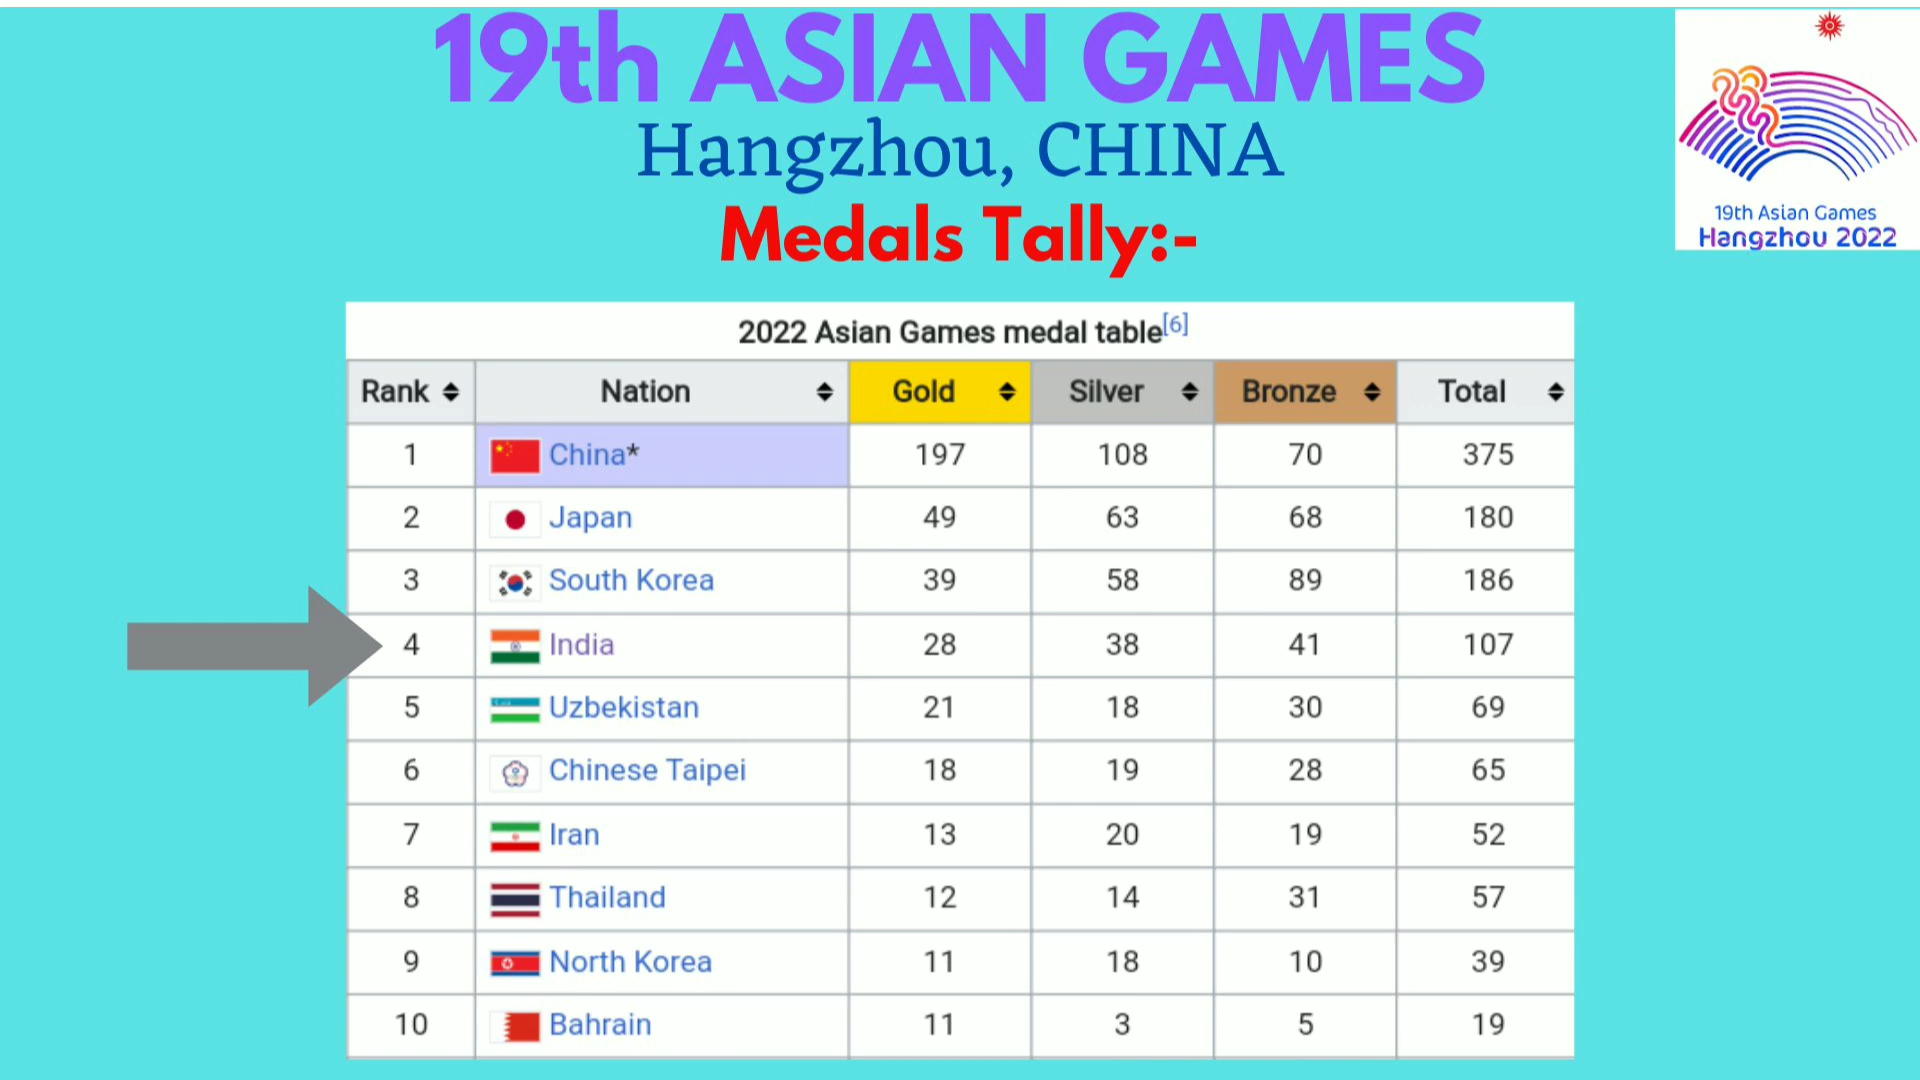 19th ASIAN GAMES
Hangzhou, CHINA
Medals Tally:-
19th Asian Games
Hangzhou 2022
2022 Asian Games medal table[6]
Rank Nation Gold Silver Bronze Total
1 China* 197 108 70 375
2 Japan 49 63 68 180
3 South Korea 39 58 89 186
4 India 28 38 41 107
5 Uzbekistan 21 18 30 69
6 Chinese Taipei 18 19 28 65
7 Iran 13 20 19 52
8 Thailand 12 14 31 57
9 North Korea 11 18 10 39
10 Bahrain 11 3 5 19